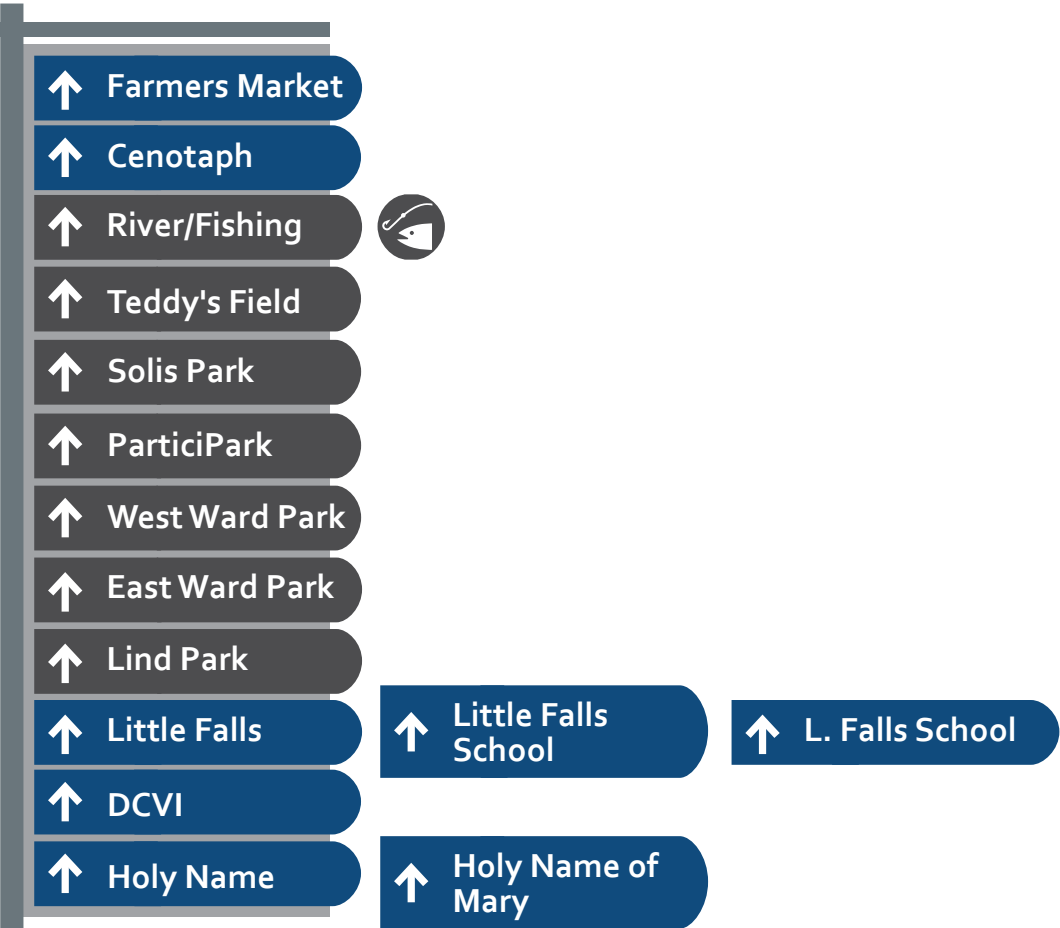 Farmers Market
Cenotaph
River/Fishing
Teddy's Field
Solis Park
ParticiPark
West Ward Park
East Ward Park
Lind Park
Little Falls
Little Falls
School
L. Falls School
DCVI
Holy Name
Holy Name of
Mary